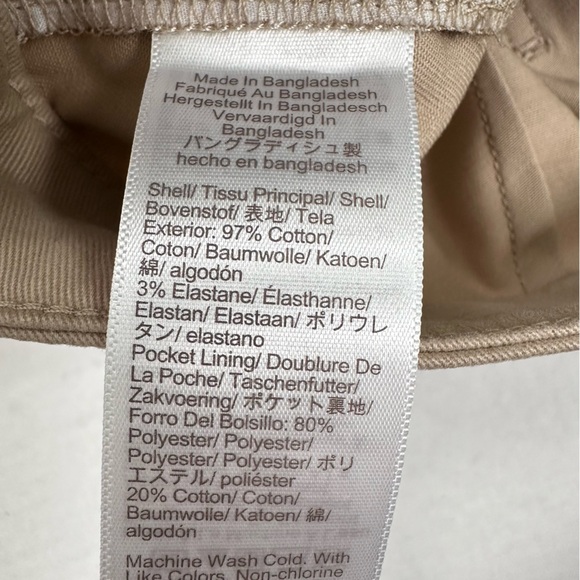 Made In Bangladesh
Fabriqué Au Bangladesh
Hergestellt In Bangladesch
Vervaardigd In
Bangladesh
バングラディシュ製
hecho en bangladesh
Shell/ Tissu Principal/ Shell/
Bovenstof/ 表地/ Tela
Exterior: 97% Cotton/
Coton/ Baumwolle/ Katoen/
綿/ algodón
3% Elastane/ Élasthanne/
Elastan/ Elastaan/ ポリウレ
タン/ elastano
Pocket Lining/ Doublure De
La Poche/ Taschenfutter/
Zakvoering/ ポケット裏地/
Forro Del Bolsillo: 80%
Polyester/ Polyester/
Polyester/ Polyester/ ポリ
エステル/ poliéster
20% Cotton/ Coton/
Baumwolle/ Katoen/ 綿/
algodón
Machine Wash Cold. With
Like Colors. Non-chlorine